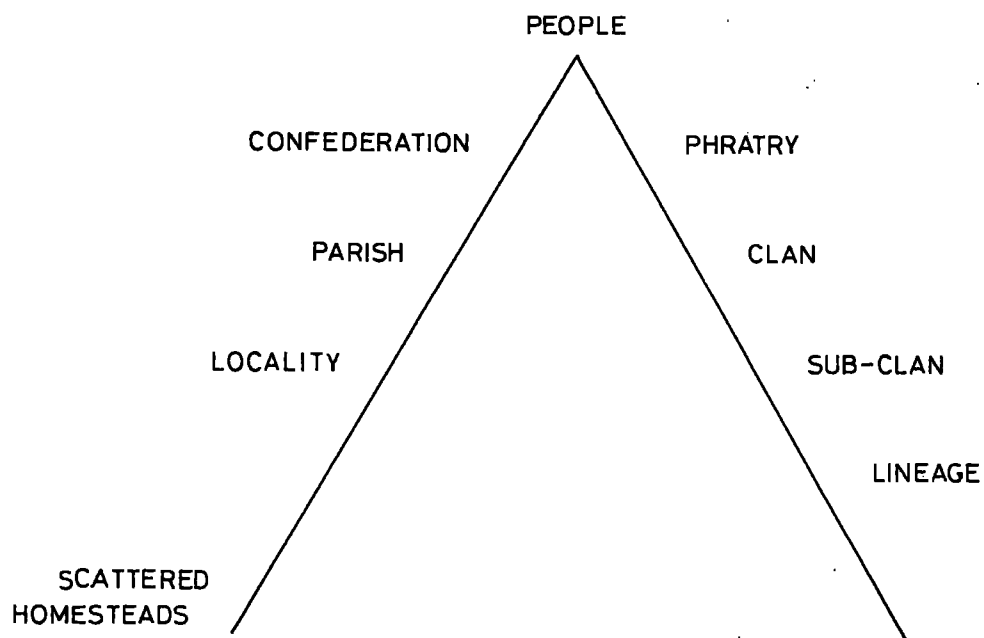 PEOPLE
CONFEDERATION
PHRATRY
PARISH
CLAN
LOCALITY
SUB-CLAN
LINEAGE
SCATTERED
HOMESTEADS